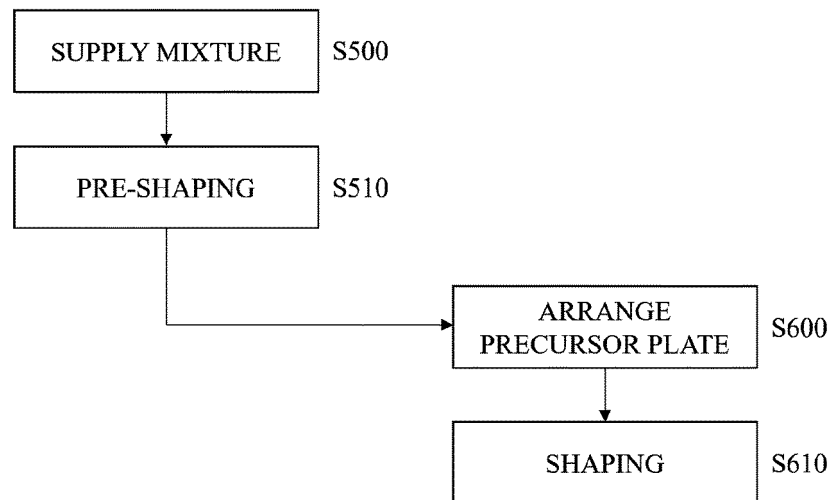 SUPPLY MIXTURE S500
PRE-SHAPING S510
ARRANGE
PRECURSOR PLATE S600
SHAPING S610